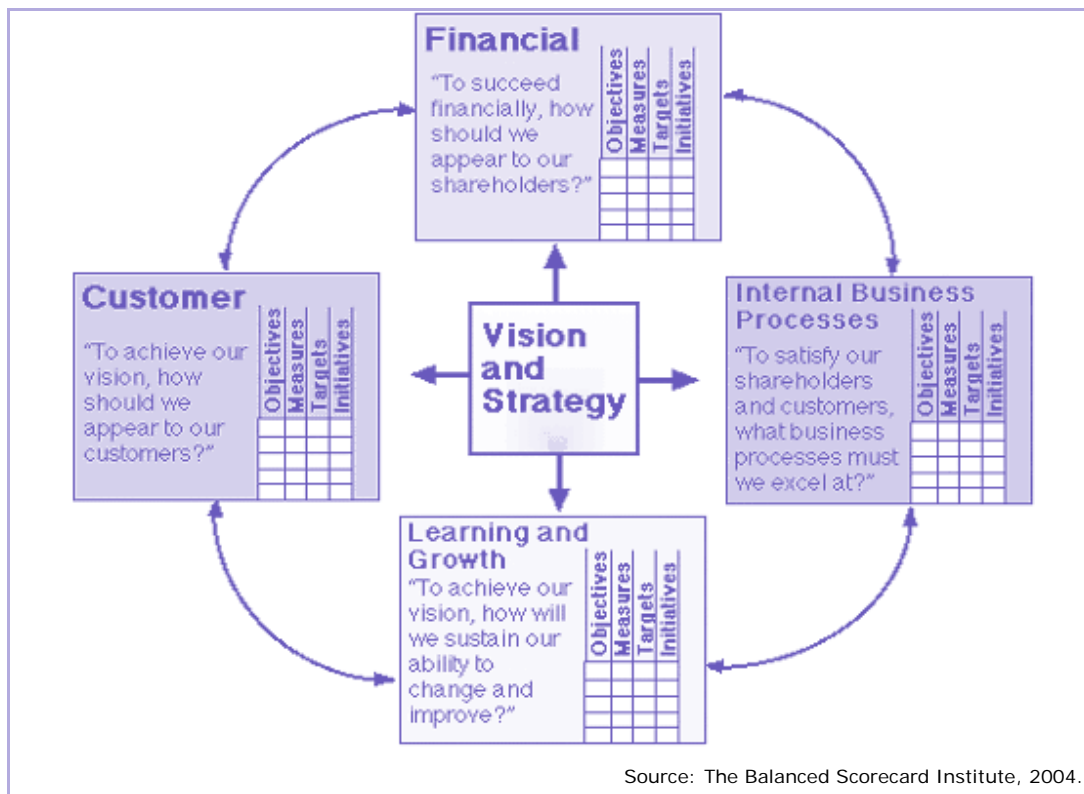 Financial
"To succeed
financially, how
should we
appear to our
shareholders?"
Objectives
Measures
Targets
Initiatives
Customer
"To achieve our
vision, how
should we
appear to our
customers?"
Objectives
Measures
Targets
Initiatives
Vision
and
Strategy
Internal Business
Processes
"To satisfy our
shareholders
and customers,
what business
processes must
we excel at?"
Objectives
Measures
Targets
Initiatives
Learning and
Growth
"To achieve our
vision, how will
we sustain our
ability to
change and
improve?"
Objectives
Measures
Targets
Initiatives
Source: The Balanced Scorecard Institute, 2004.